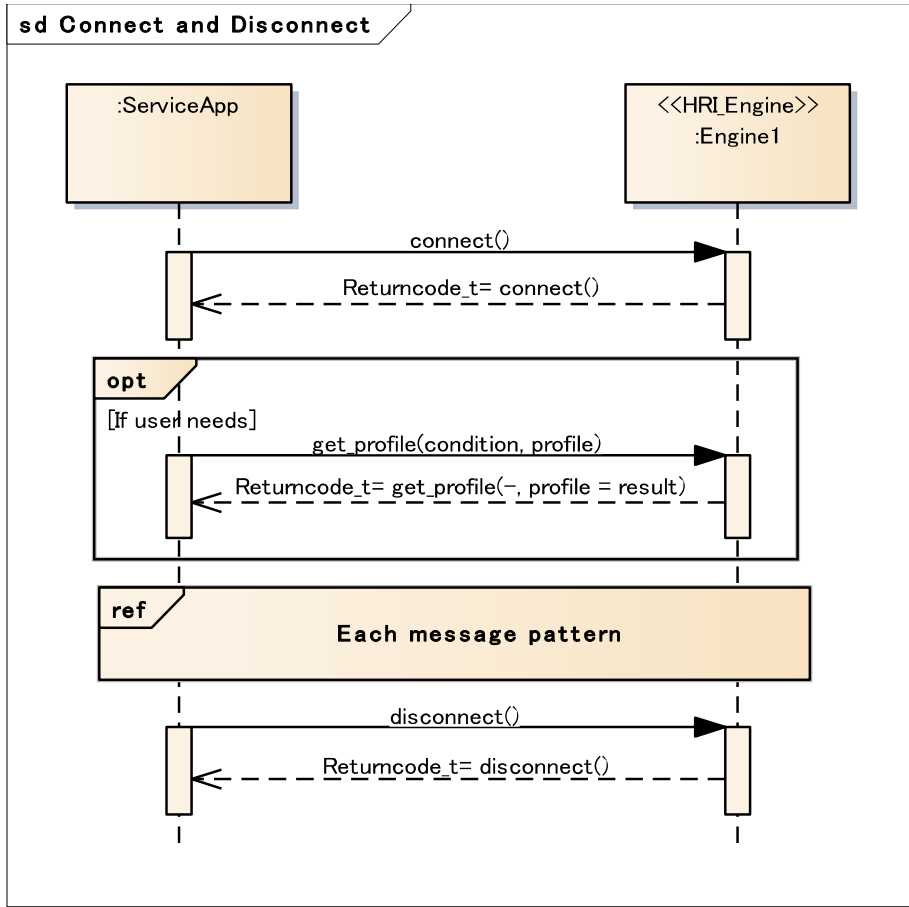 sd Connect and Disconnect
:ServiceApp
<<HRI_Engine>>
:Engine1
connect()
Returncode_t= connect()
opt
[If user needs]
get_profile(condition, profile)
Returncode_t= get_profile(-, profile = result)
ref
Each message pattern
disconnect()
Returncode_t= disconnect()